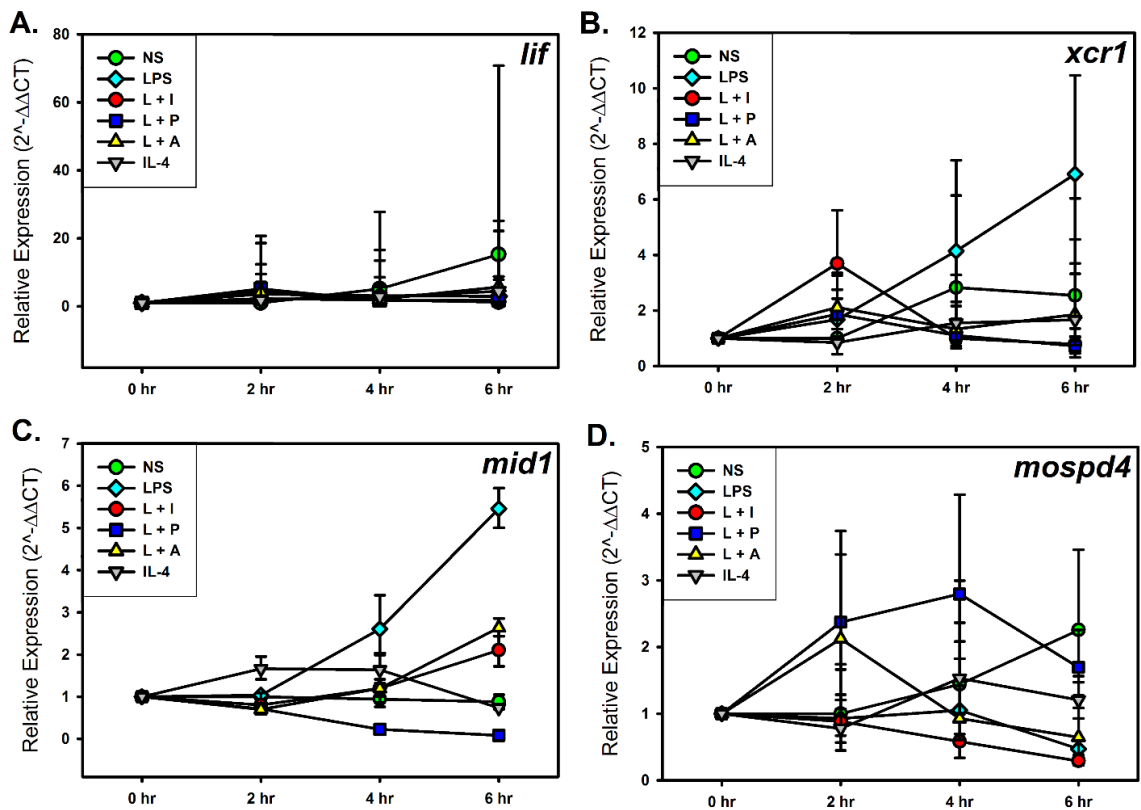 A.
lif
Relative Expression (2^-ΔΔCT)
80
60
40
20
0
NS
LPS
L + I
L + P
L + A
IL-4
0 hr 2 hr 4 hr 6 hr
B.
xcr1
Relative Expression (2^-ΔΔCT)
12
10
8
6
4
2
0
NS
LPS
L + I
L + P
L + A
IL-4
0 hr 2 hr 4 hr 6 hr
C.
mid1
Relative Expression (2^-ΔΔCT)
7
6
5
4
3
2
1
0
NS
LPS
L + I
L + P
L + A
IL-4
0 hr 2 hr 4 hr 6 hr
D.
mospd4
Relative Expression (2^-ΔΔCT)
5
4
3
2
1
0
NS
LPS
L + I
L + P
L + A
IL-4
0 hr 2 hr 4 hr 6 hr